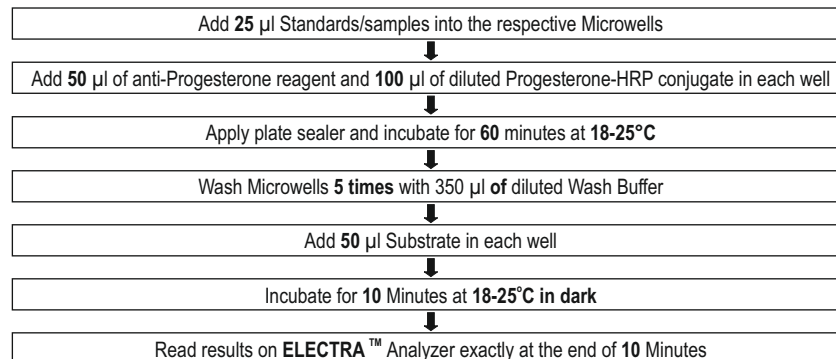 Add 25 µl Standards/samples into the respective Microwells
Add 50 µl of anti-Progesterone reagent and 100 µl of diluted Progesterone-HRP conjugate in each well
Apply plate sealer and incubate for 60 minutes at 18-25°C
Wash Microwells 5 times with 350 µl of diluted Wash Buffer
Add 50 µl Substrate in each well
Incubate for 10 Minutes at 18-25°C in dark
Read results on ELECTRA™ Analyzer exactly at the end of 10 Minutes